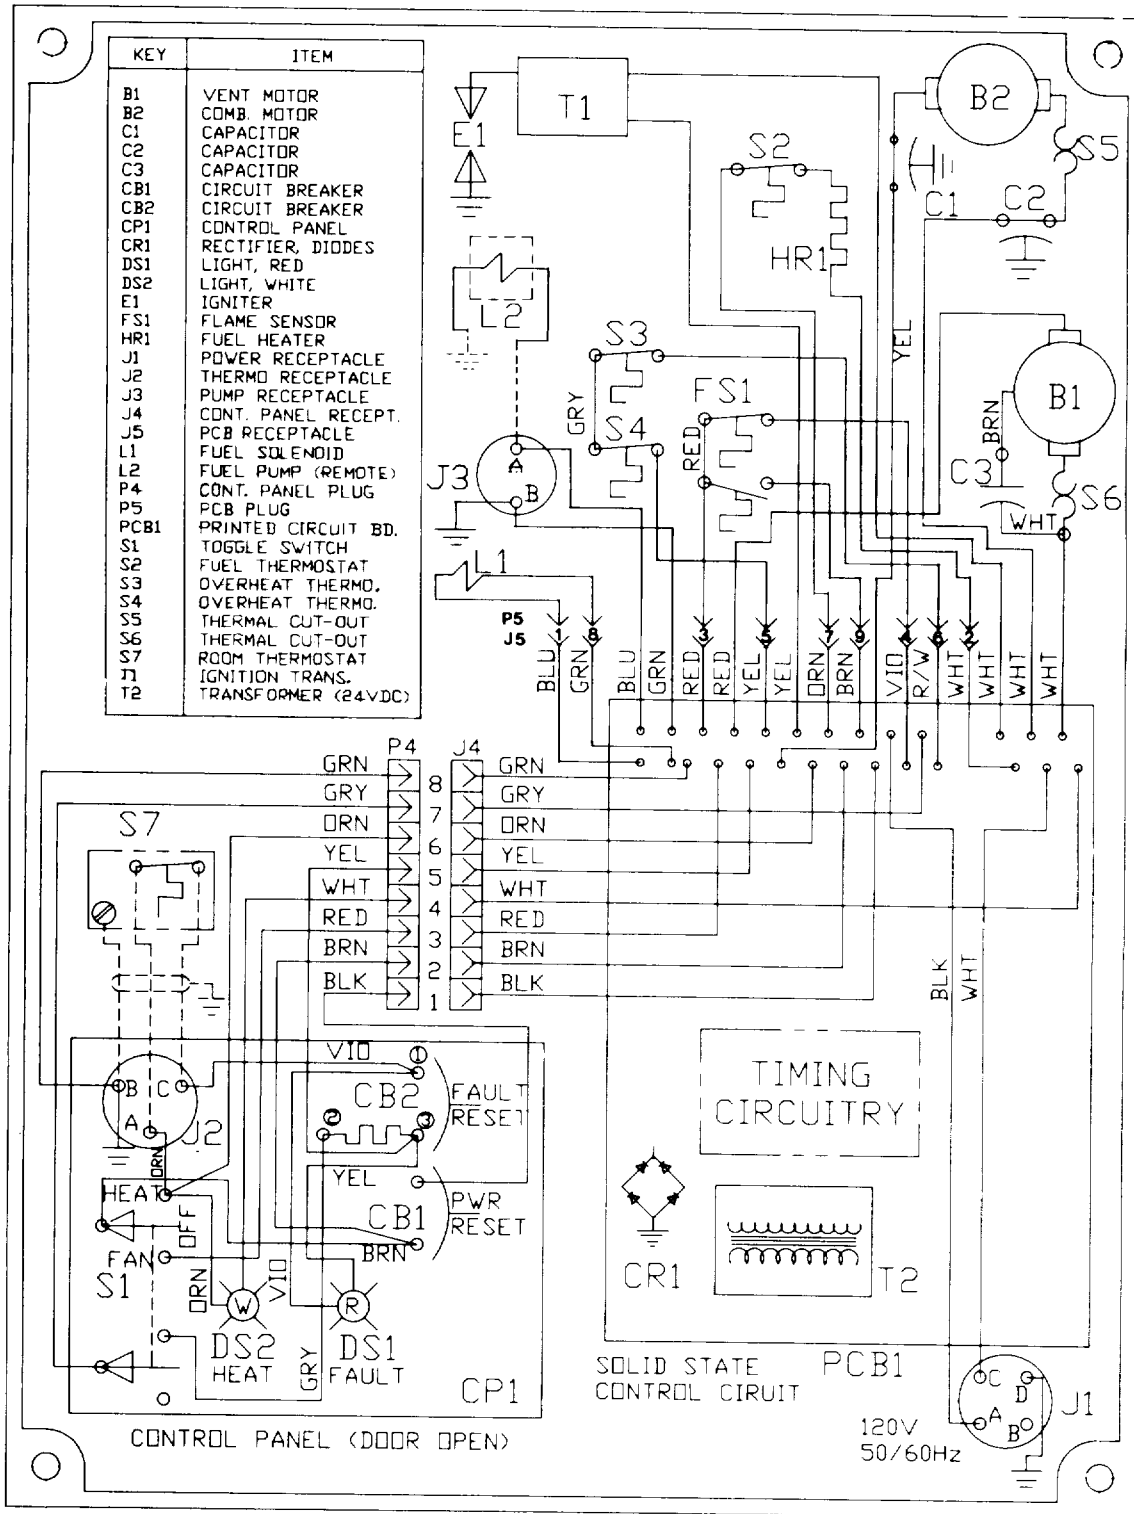 KEY ITEM
B1 VENT MOTOR
B2 COMB. MOTOR
C1 CAPACITOR
C2 CAPACITOR
C3 CAPACITOR
CB1 CIRCUIT BREAKER
CB2 CIRCUIT BREAKER
CP1 CONTROL PANEL
CR1 RECTIFIER, DIODES
DS1 LIGHT, RED
DS2 LIGHT, WHITE
E1 IGNITER
FS1 FLAME SENSOR
HR1 FUEL HEATER
J1 POWER RECEPTACLE
J2 THERMO RECEPTACLE
J3 PUMP RECEPTACLE
J4 CONT. PANEL RECEPT.
J5 PCB RECEPTACLE
L1 FUEL SOLENOID
L2 FUEL PUMP (REMOTE)
P4 CONT. PANEL PLUG
P5 PCB PLUG
PCB1 PRINTED CIRCUIT BD.
S1 TOGGLE SWITCH
S2 FUEL THERMOSTAT
S3 OVERHEAT THERMO.
S4 OVERHEAT THERMO.
S5 THERMAL CUT-OUT
S6 THERMAL CUT-OUT
S7 ROOM THERMOSTAT
T1 IGNITION TRANS.
T2 TRANSFORMER (24VDC)
E1
T1
S2
HR1
B2
S5
C1
C2
L2
S3
GRY
S4
FS1
RED
YEL
B1
BRN
C3
S6
WHT
J3
A
B
L1
P5
J5
1 8 3 5 7 9 4 6 2
BLU GRN BLU GRN RED RED YEL YEL ORN BRN VIO R/W WHT WHT WHT WHT
P4 J4
GRN 8 GRN
GRY 7 GRY
ORN 6 ORN
YEL 5 YEL
WHT 4 WHT
RED 3 RED
BRN 2 BRN
BLK 1 BLK
S7
BLK
WHT
VIO
1
B C
A
J2
CB2
FAULT
RESET
2 3
ORN
YEL
HEAT
OFF
FAN
S1
CB1
PWR
RESET
BRN
ORN
VIO
W
R
DS2
HEAT
GRY
DS1
FAULT
CP1
CONTROL PANEL (DOOR OPEN)
TIMING
CIRCUITRY
CR1
T2
SOLID STATE
CONTROL CIRUIT
PCB1
C D
A B
J1
120V
50/60Hz